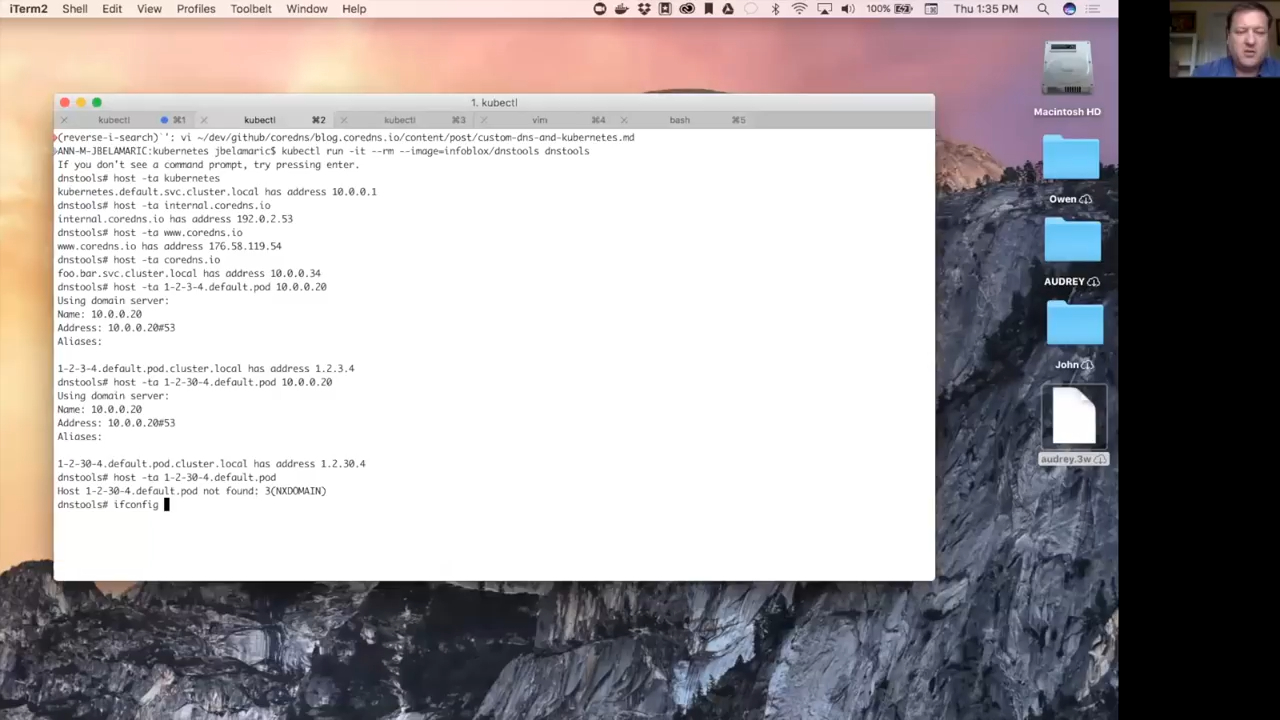 iTerm2 Shell Edit View Profiles Toolbelt Window Help 100% Thu 1:35 PM
Macintosh HD
1. kubectl
kubectl ⌘1 kubectl ⌘2 kubectl ⌘3 vim ⌘4 bash ⌘5
(reverse-i-search)`': vi ~/dev/github/coredns/blog.coredns.io/content/post/custom-dns-and-kubernetes.md
ANN-M-JBELAMARIC:kubernetes jbelamaric$ kubectl run -it --rm --image=infoblox/dnstools dnstools
If you don't see a command prompt, try pressing enter.
dnstools# host -ta kubernetes
kubernetes.default.svc.cluster.local has address 10.0.0.1
dnstools# host -ta internal.coredns.io
internal.coredns.io has address 192.0.2.53
dnstools# host -ta www.coredns.io
www.coredns.io has address 176.58.119.54
dnstools# host -ta coredns.io
foo.bar.svc.cluster.local has address 10.0.0.34
dnstools# host -ta 1-2-3-4.default.pod 10.0.0.20
Using domain server:
Name: 10.0.0.20
Address: 10.0.0.20#53
Aliases:
1-2-3-4.default.pod.cluster.local has address 1.2.3.4
dnstools# host -ta 1-2-30-4.default.pod 10.0.0.20
Using domain server:
Name: 10.0.0.20
Address: 10.0.0.20#53
Aliases:
1-2-30-4.default.pod.cluster.local has address 1.2.30.4
dnstools# host -ta 1-2-30-4.default.pod
Host 1-2-30-4.default.pod not found: 3(NXDOMAIN)
dnstools# ifconfig
Owen
AUDREY
John
audrey.3w